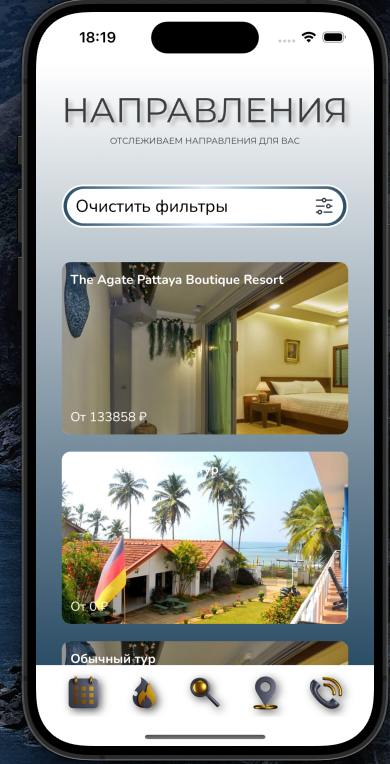 18:19
НАПРАВЛЕНИЯ
ОТСЛЕЖИВАЕМ НАПРАВЛЕНИЯ ДЛЯ ВАС
Очистить фильтры
The Agate Pattaya Boutique Resort
От 133858 ₽
От 0 ₽
Обычный тур